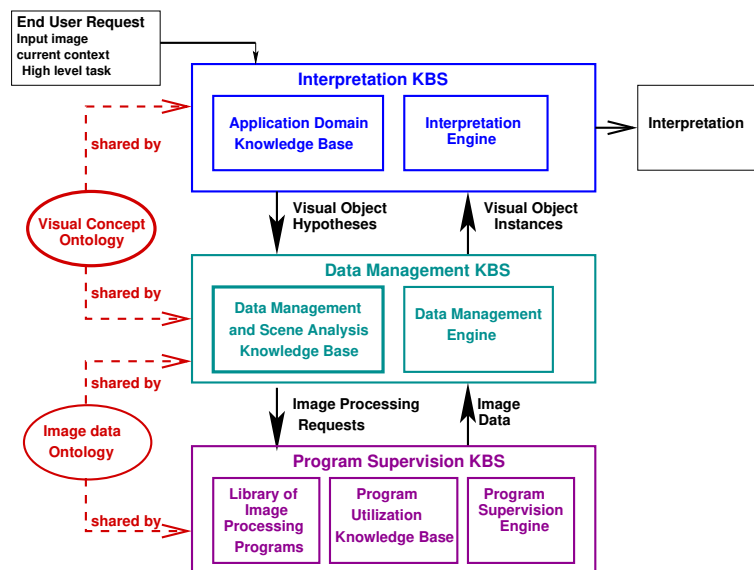 End User Request
Input image
current context
High level task
Interpretation KBS
Application Domain
Knowledge Base
Interpretation
Engine
Interpretation
shared by
Visual Concept
Ontology
shared by
Visual Object
Hypotheses
Visual Object
Instances
Data Management KBS
Data Management
and Scene Analysis
Knowledge Base
Data Management
Engine
shared by
Image data
Ontology
shared by
Image Processing
Requests
Image
Data
Program Supervision KBS
Library of
Image
Processing
Programs
Program
Utilization
Knowledge Base
Program
Supervision
Engine